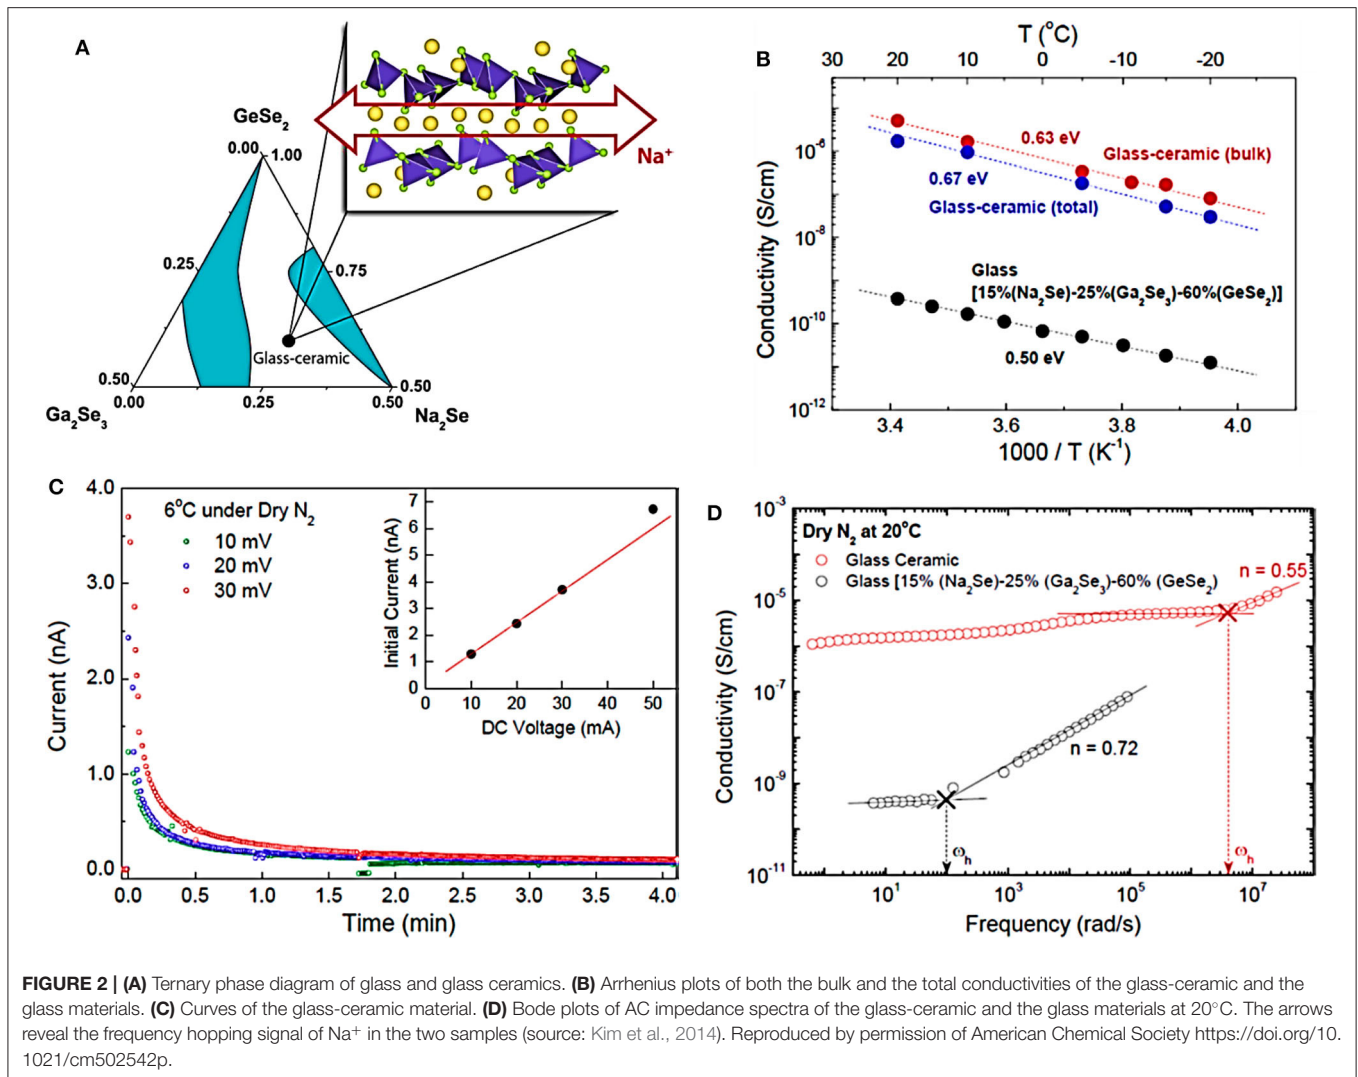 A
GeSe2
0.00
1.00
0.25
0.75
Glass-ceramic
0.50
0.50
0.00
0.25
0.50
Ga2Se3
Na2Se
Na+
B
T (°C)
30 20 10 0 -10 -20
10-6
10-8
10-10
10-12
Conductivity (S/cm)
0.63 eV
Glass-ceramic (bulk)
0.67 eV
Glass-ceramic (total)
Glass
[15%(Na2Se)-25%(Ga2Se3)-60%(GeSe2)]
0.50 eV
3.4 3.6 3.8 4.0
1000 / T (K-1)
C
4.0
3.0
2.0
1.0
0.0
Current (nA)
6°C under Dry N2
10 mV
20 mV
30 mV
7
6
5
4
3
2
1
0
Initial Current (nA)
0 10 20 30 40 50
DC Voltage (mA)
0.0 0.5 1.0 1.5 2.0 2.5 3.0 3.5 4.0
Time (min)
D
10-3
10-5
10-7
10-9
10-11
Conductivity (S/cm)
Dry N2 at 20°C
Glass Ceramic
Glass [15% (Na2Se)-25% (Ga2Se3)-60% (GeSe2)
n = 0.55
n = 0.72
ωh
ωh
101 103 105 107
Frequency (rad/s)
FIGURE 2 | (A) Ternary phase diagram of glass and glass ceramics. (B) Arrhenius plots of both the bulk and the total conductivities of the glass-ceramic and the
glass materials. (C) Curves of the glass-ceramic material. (D) Bode plots of AC impedance spectra of the glass-ceramic and the glass materials at 20°C. The arrows
reveal the frequency hopping signal of Na+ in the two samples (source: Kim et al., 2014). Reproduced by permission of American Chemical Society https://doi.org/10.
1021/cm502542p.